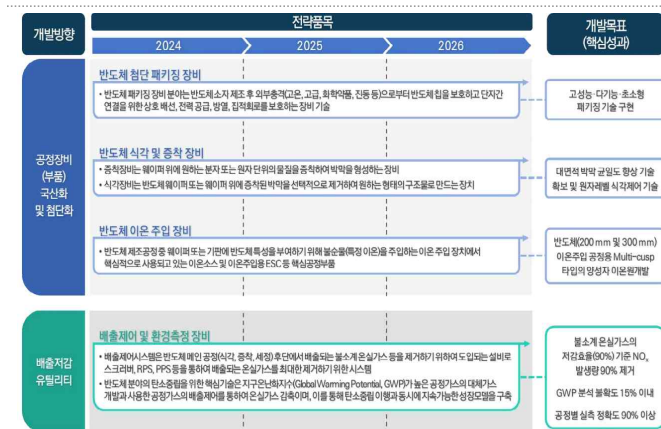 개발방향
전략품목
2024
2025
2026
개발목표
(핵심성과)
공정장비
(부품)
국산화
및 첨단화
반도체 첨단 패키징 장비
• 반도체 패키징 장비 분야는 반도체 소자 제조 후 외부충격(고온, 고급, 화학약품, 진동 등)으로부터 반도체 칩을 보호하고 단자간
연결을 위한 상호 배선, 전력 공급, 방열, 집적회로를 보호하는 장비 기술
고성능·다기능·초소형
패키징 기술 구현
반도체 식각 및 증착 장비
• 증착장비는 웨이퍼 위에 원하는 분자 또는 원자 단위의 물질을 증착하여 박막을 형성하는 장비
• 식각장비는 반도체 웨이퍼 또는 웨이퍼 위에 증착된 박막을 선택적으로 제거하여 원하는 형태의 구조물로 만드는 장치
대면적 박막 균일도 향상 기술
확보 및 원자레벨 식각제어 기술
반도체 이온 주입 장비
• 반도체 제조공정 중 웨이퍼 또는 기판에 반도체 특성을 부여하기 위해 불순물(특정 이온)을 주입하는 이온 주입 장치에서
핵심적으로 사용되고 있는 이온소스 및 이온주입용 ESC 등 핵심공정부품
반도체(200 mm 및 300 mm)
이온주입 공정용 Multi-cusp
타입의 양성자 이온원개발
배출저감
유틸리티
배출제어 및 환경측정 장비
• 배출제어시스템은 반도체 메인 공정(식각, 증착, 세정) 후단에서 배출되는 불소계 온실가스 등을 제거하기 위하여 도입되는 설비로
스크러버, RPS, PPS 등을 통하여 배출되는 온실가스를 최대한 제거하기 위한 시스템
• 반도체 분야의 탄소중립을 위한 핵심기술은 지구온난화지수(Global Warming Potential, GWP)가 높은 공정가스의 대체가스
개발과 사용한 공정가스의 배출제어를 통하여 온실가스 감축이며, 이를 통해 탄소중립 이행과 동시에 지속가능한 성장모델을 구축
불소계 온실가스의
저감효율(90%) 기준 NOₓ
발생량 90% 제거
GWP 분석 불확도 15% 이내
공정별 실측 정확도 90% 이상